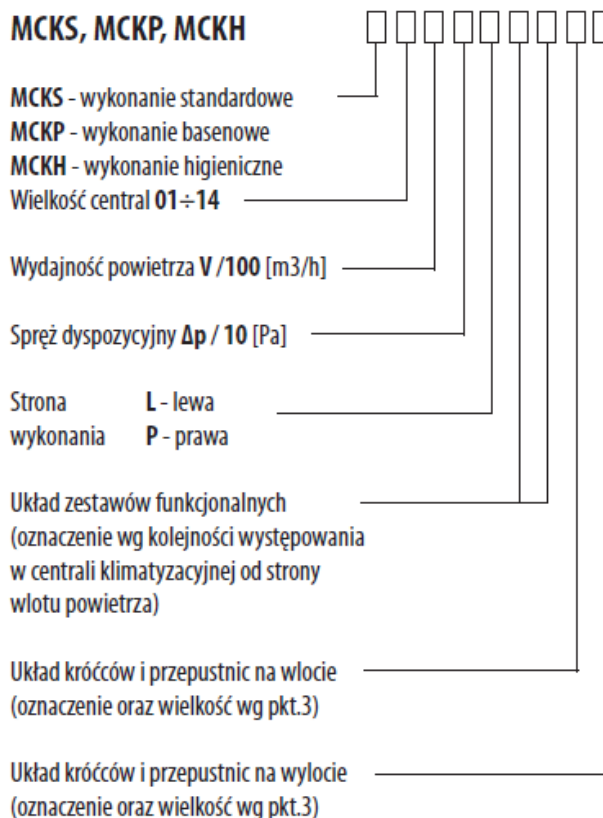 MCKS, MCKP, MCKH
MCKS - wykonanie standardowe
MCKP - wykonanie basenowe
MCKH - wykonanie higieniczne
Wielkość central 01÷14
Wydajność powietrza V /100 [m3/h]
Spręż dyspozycyjny Δp / 10 [Pa]
Strona L - lewa
wykonania P - prawa
Układ zestawów funkcjonalnych
(oznaczenie wg kolejności występowania
w centrali klimatyzacyjnej od strony
wlotu powietrza)
Układ króćców i przepustnic na wlocie
(oznaczenie oraz wielkość wg pkt.3)
Układ króćców i przepustnic na wylocie
(oznaczenie oraz wielkość wg pkt.3)